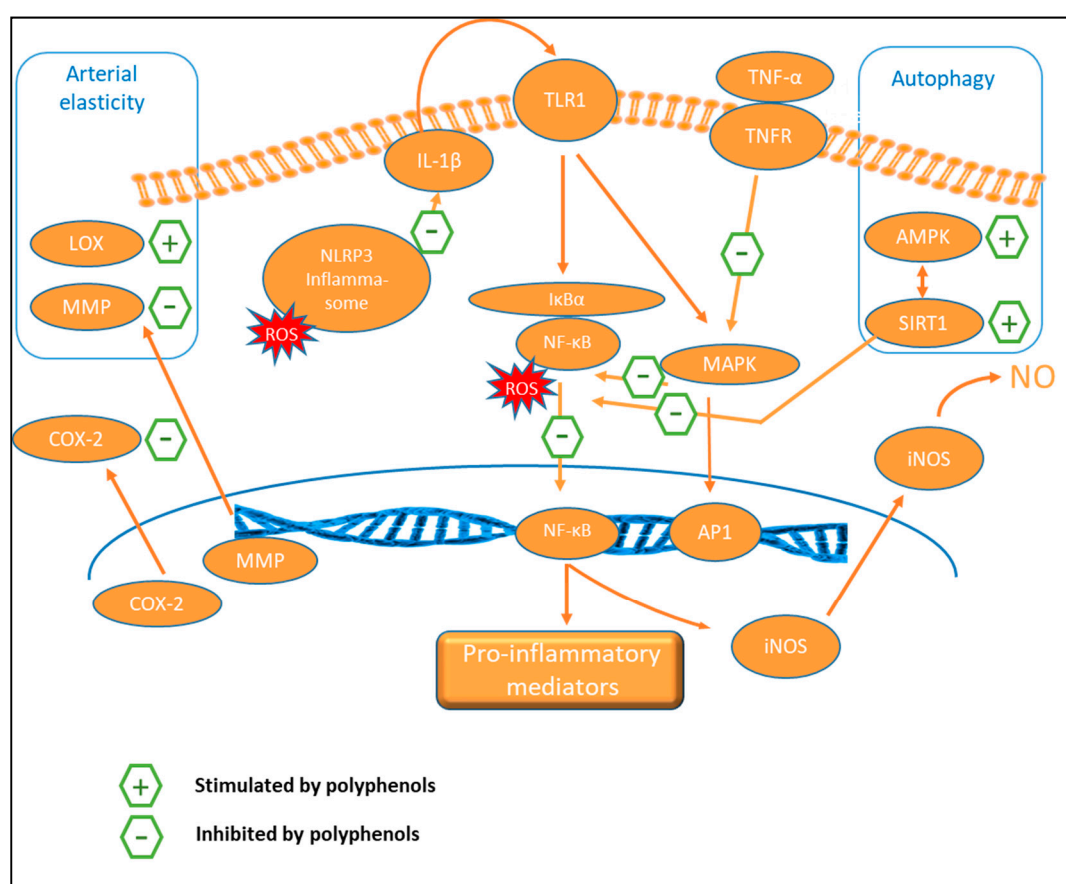 Arterial
elasticity
TLR1
TNF-α
TNFR
Autophagy
IL-1β
LOX
+
MMP
-
NLRP3
Inflamma-
some
ROS
-
-
AMPK
+
SIRT1
+
IκBα
NF-κB
ROS
MAPK
-
-
-
NO
COX-2
-
iNOS
MMP
NF-κB
AP1
COX-2
iNOS
Pro-inflammatory
mediators
+ Stimulated by polyphenols
- Inhibited by polyphenols